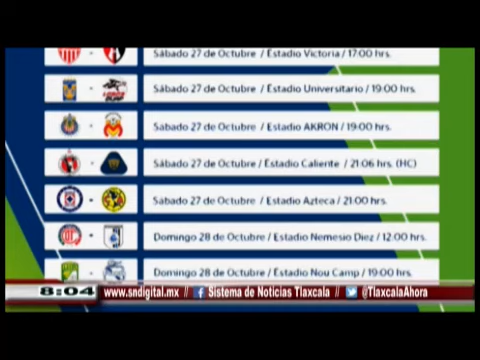 Sábado 27 de Octubre / Estadio Victoria / 17:00 hrs.
Sábado 27 de Octubre / Estadio Universitario / 19:00 hrs.
Sábado 27 de Octubre / Estadio AKRON / 19:00 hrs.
Sábado 27 de Octubre / Estadio Caliente / 21:06 hrs. (HC)
Sábado 27 de Octubre / Estadio Azteca / 21:00 hrs.
Domingo 28 de Octubre / Estadio Nemesio Diez / 12:00 hrs.
Domingo 28 de Octubre / Estadio Nou Camp / 19:00 hrs.
8:04 www.sndigital.mx // Sistema de Noticias Tlaxcala // @TlaxcalaAhora